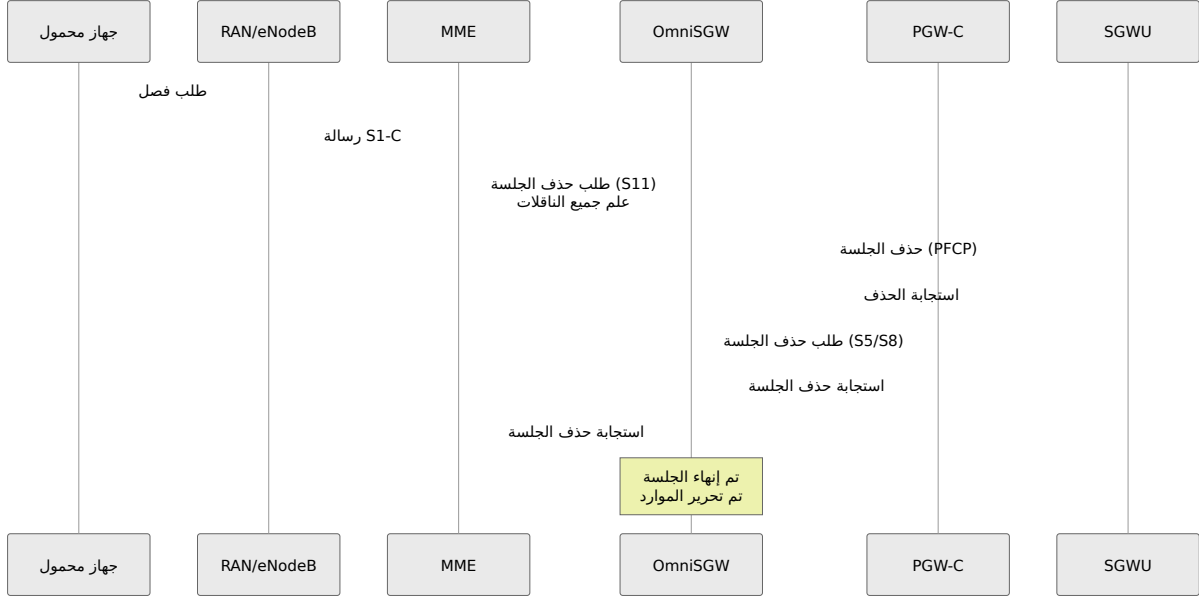 جهاز محمول
RAN/eNodeB
MME
OmniSGW
PGW-C
SGWU
طلب فصل
رسالة S1-C
طلب حذف الجلسة (S11)
علم جميع الناقلات
حذف الجلسة (PFCP)
استجابة الحذف
طلب حذف الجلسة (S5/S8)
استجابة حذف الجلسة
استجابة حذف الجلسة
تم إنهاء الجلسة
تم تحرير الموارد
جهاز محمول
RAN/eNodeB
MME
OmniSGW
PGW-C
SGWU